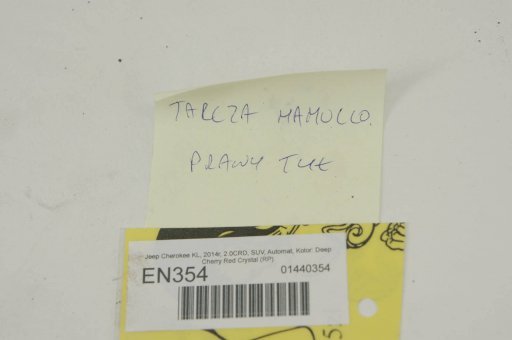 TARCZA HAMULCO.
PRAWY TYŁ
Jeep Cherokee KL, 2014r, 2.0CRD, SUV, Automat, Kolor: Deep
Cherry Red Crystal (RP)
EN354
01440354